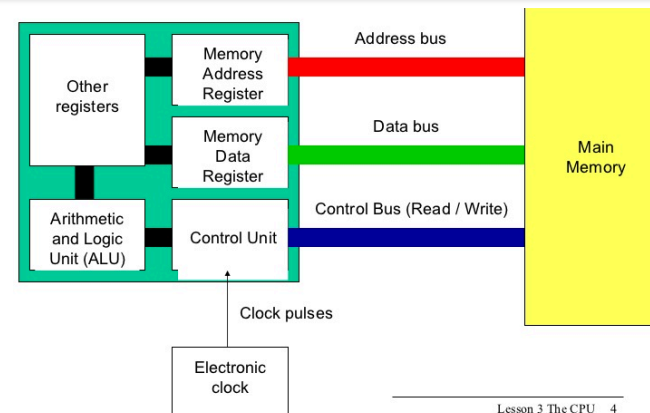 Other
registers
Memory
Address
Register
Address bus
Memory
Data
Register
Data bus
Main
Memory
Arithmetic
and Logic
Unit (ALU)
Control Unit
Control Bus (Read / Write)
Clock pulses
Electronic
clock
Lesson 3 The CPU 4